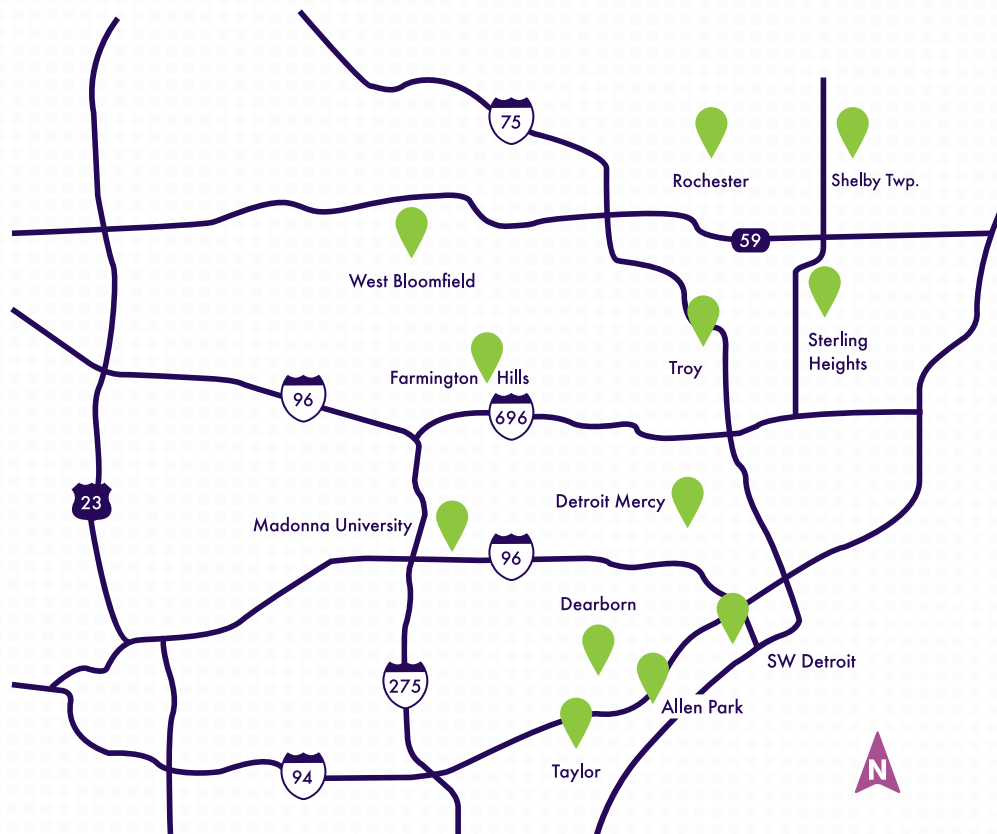 75
Rochester
Shelby Twp.
59
West Bloomfield
Sterling
Heights
Troy
Farmington Hills
96
696
23
Detroit Mercy
Madonna University
96
Dearborn
SW Detroit
275
Allen Park
Taylor
94
N